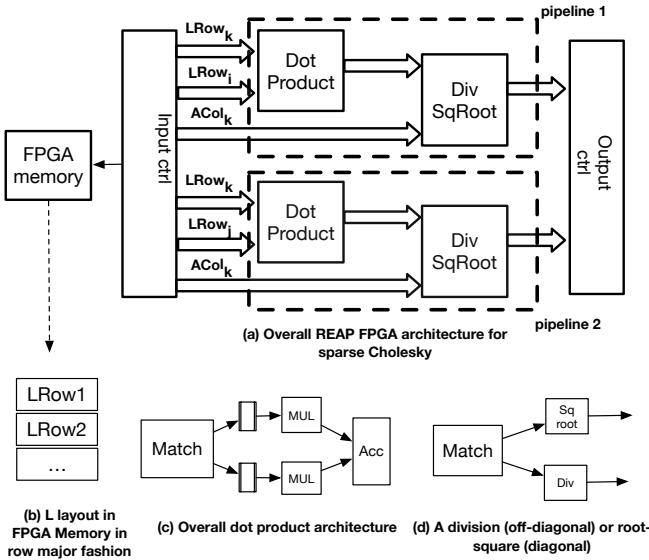 pipeline 1
LRow_k
LRow_i
ACol_k
Dot Product
Div SqRoot
Input ctrl
Output ctrl
FPGA memory
LRow_k
LRow_j
ACol_k
Dot Product
Div SqRoot
pipeline 2
(a) Overall REAP FPGA architecture for
sparse Cholesky
LRow1
LRow2
...
Match
MUL
MUL
Acc
Match
Sq root
Div
(b) L layout in
FPGA Memory in
row major fashion
(c) Overall dot product architecture
(d) A division (off-diagonal) or root-
square (diagonal)